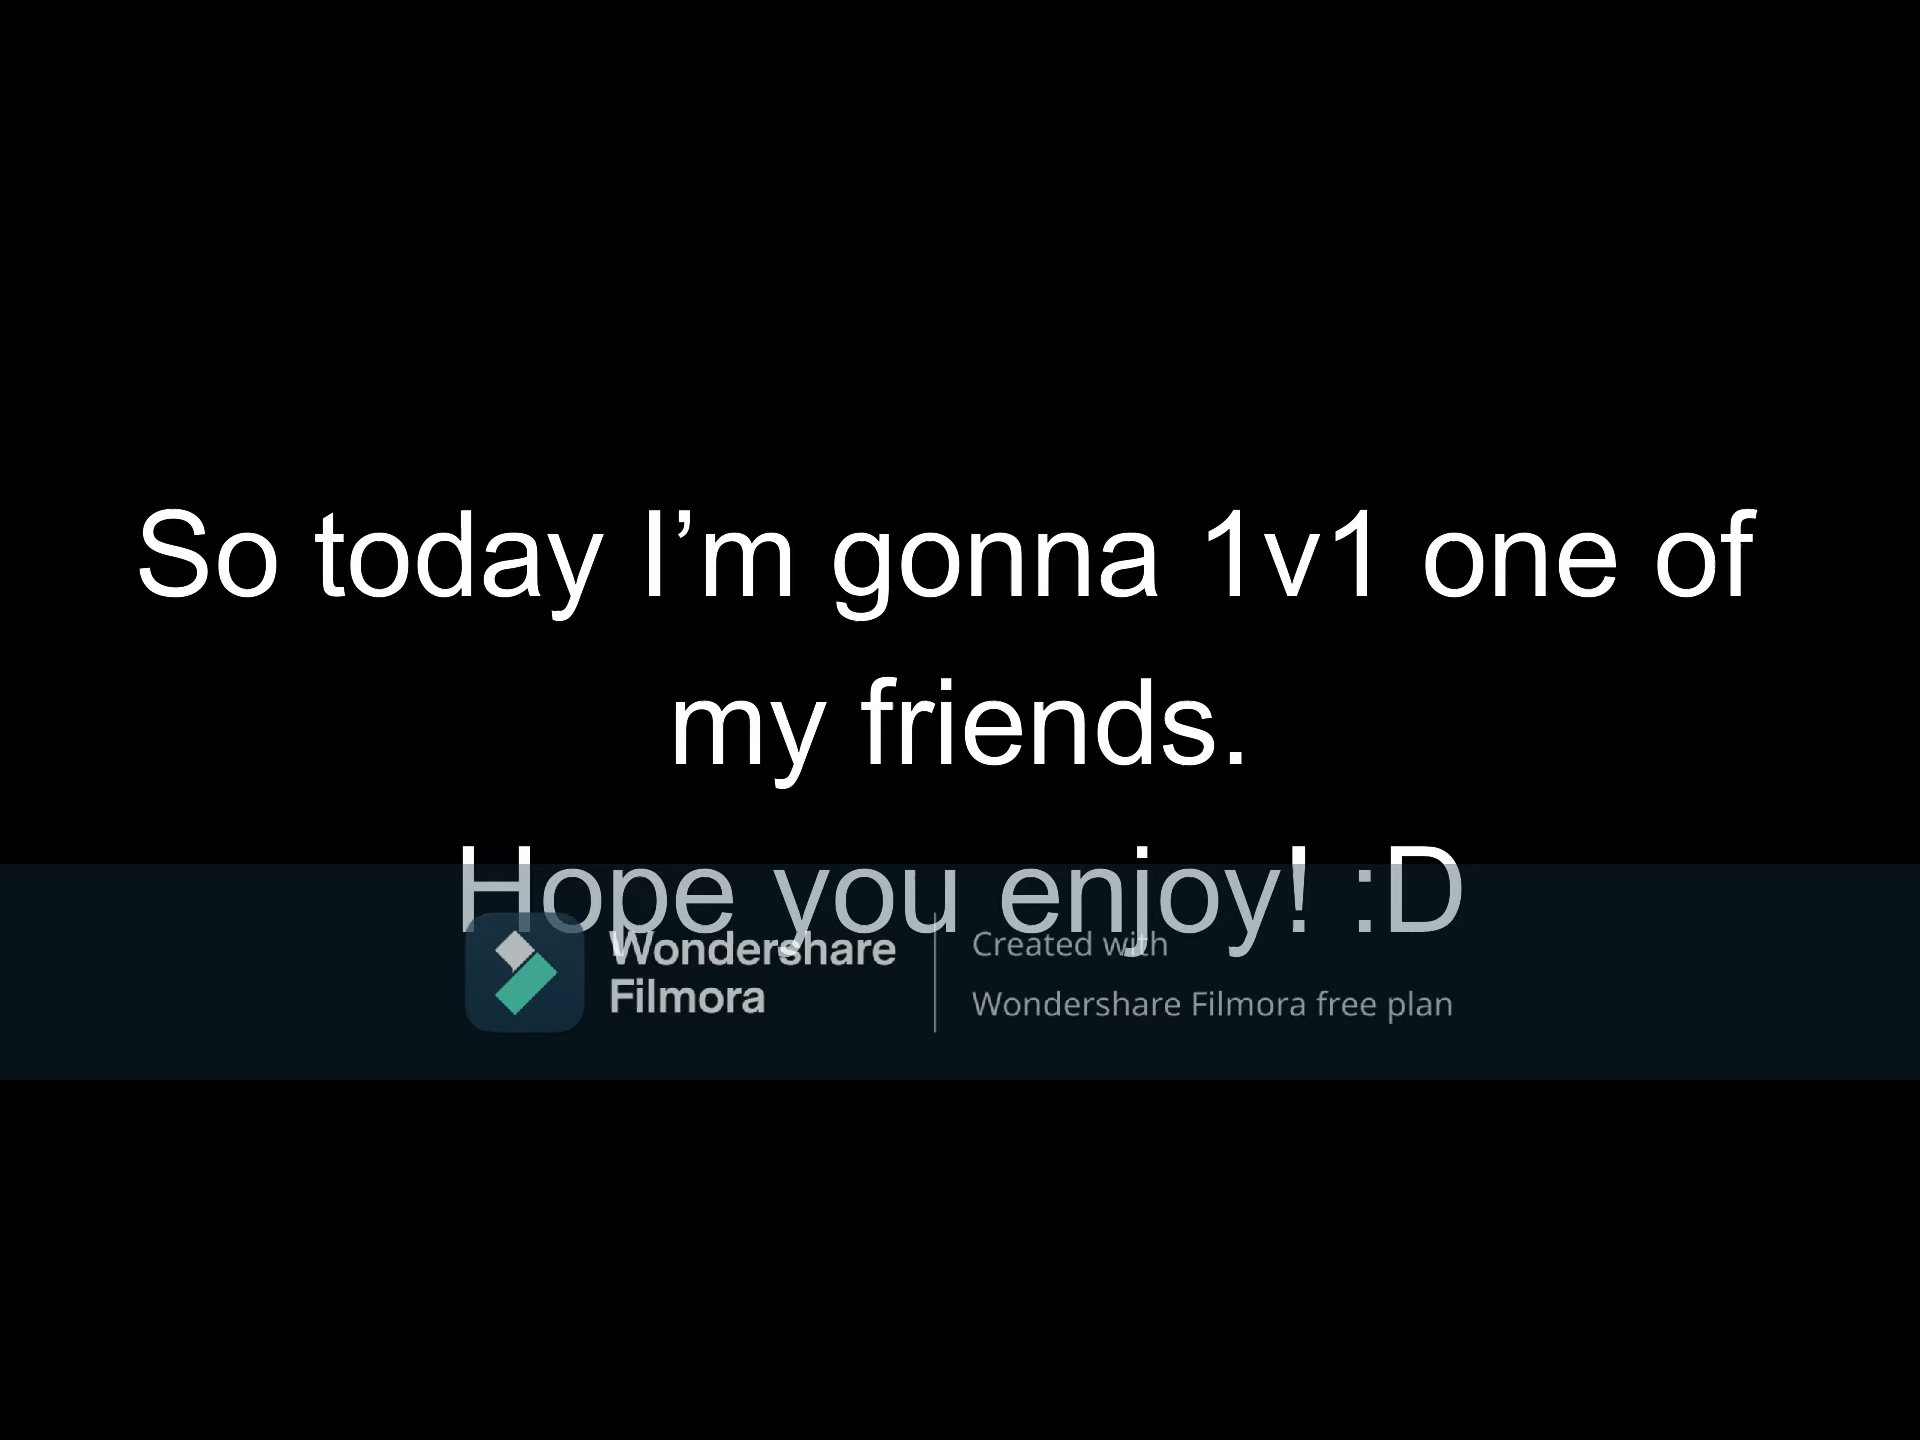 So today I’m gonna 1v1 one of
my friends.
Hope you enjoy! :D
Wondershare
Filmora
Created with
Wondershare Filmora free plan